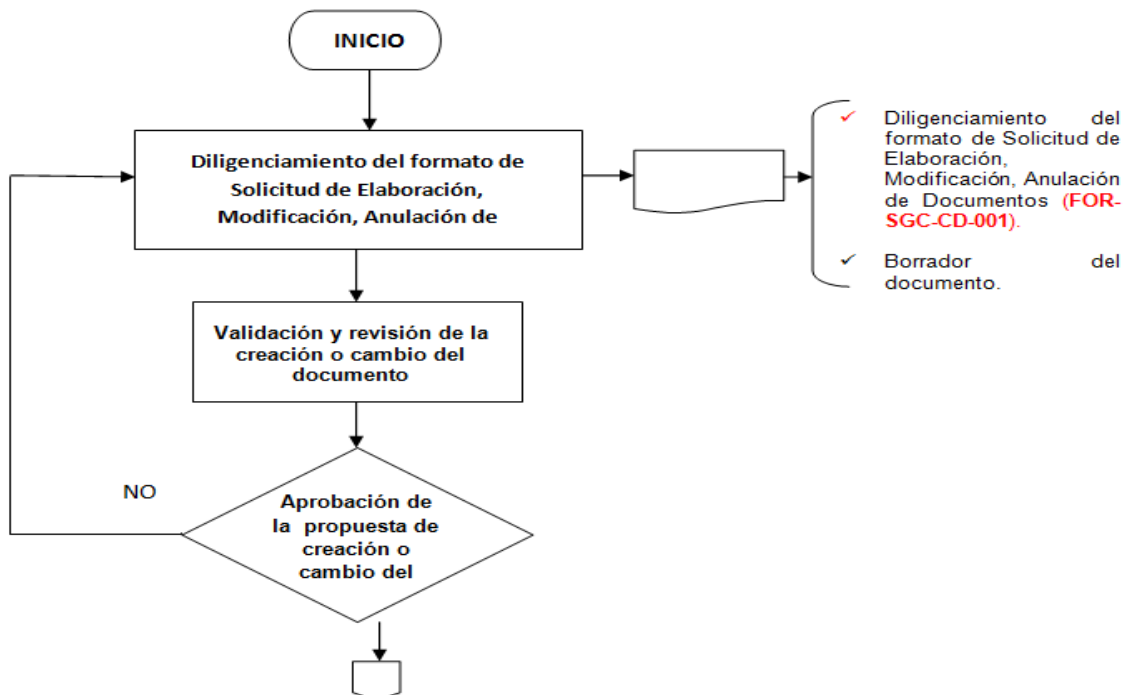 INICIO
Diligenciamiento del formato de
Solicitud de Elaboración,
Modificación, Anulación de
✓ Diligenciamiento del
formato de Solicitud de
Elaboración,
Modificación, Anulación
de Documentos (FOR-
SGC-CD-001).
✓ Borrador del
documento.
Validación y revisión de la
creación o cambio del
documento
NO
Aprobación de
la propuesta de
creación o
cambio del